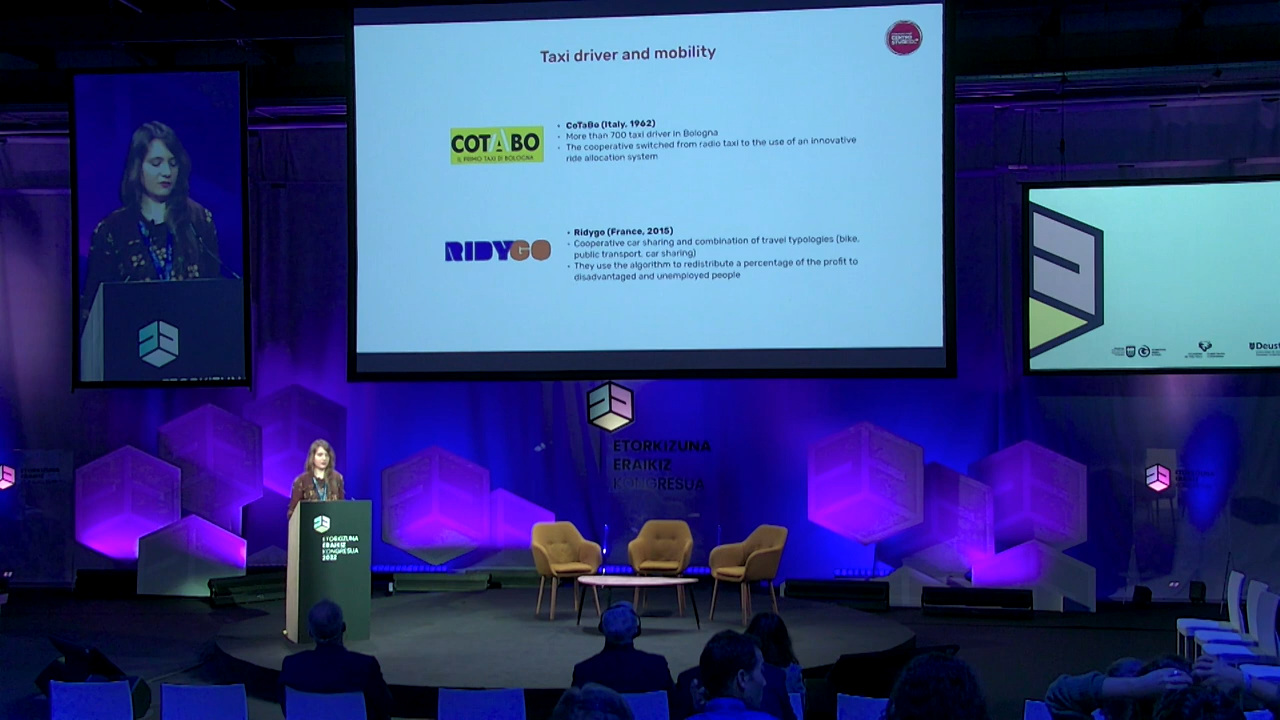 Taxi driver and mobility
CENTRO
STUDI
COTABO
IL PRIMO TAXI DI BOLOGNA
• CoTaBo (Italy, 1962)
• More than 700 taxi driver in Bologna
• The cooperative switched from radio taxi to the use of an innovative
ride allocation system
RIDYGO
• Ridygo (France, 2015)
• Cooperative car sharing and combination of travel typologies (bike,
public transport, car sharing)
• They use the algorithm to redistribute a percentage of the profit to
disadvantaged and unemployed people
Deust
ETORKIZUNA
ERAIKIZ
KONGRESUA
ETORKIZUNA
ERAIKIZ
KONGRESUA
2022